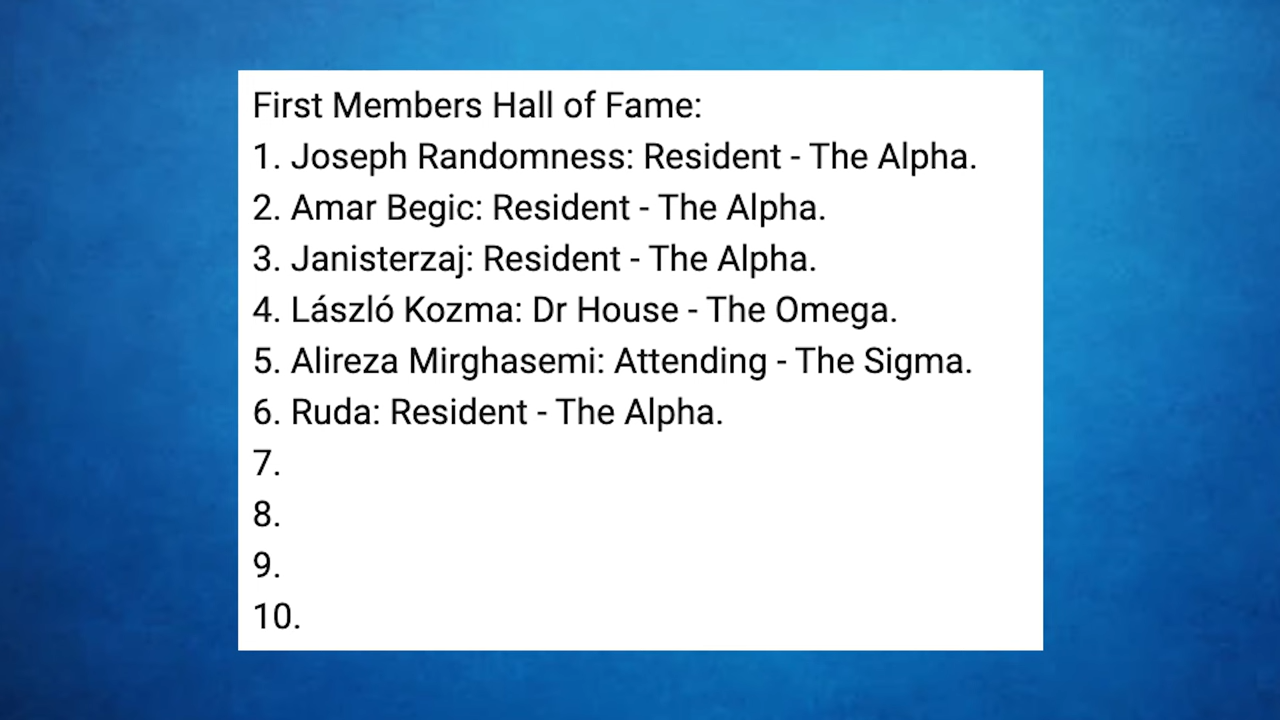 First Members Hall of Fame:
1. Joseph Randomness: Resident - The Alpha.
2. Amar Begic: Resident - The Alpha.
3. Janisterzaj: Resident - The Alpha.
4. László Kozma: Dr House - The Omega.
5. Alireza Mirghasemi: Attending - The Sigma.
6. Ruda: Resident - The Alpha.
7.
8.
9.
10.